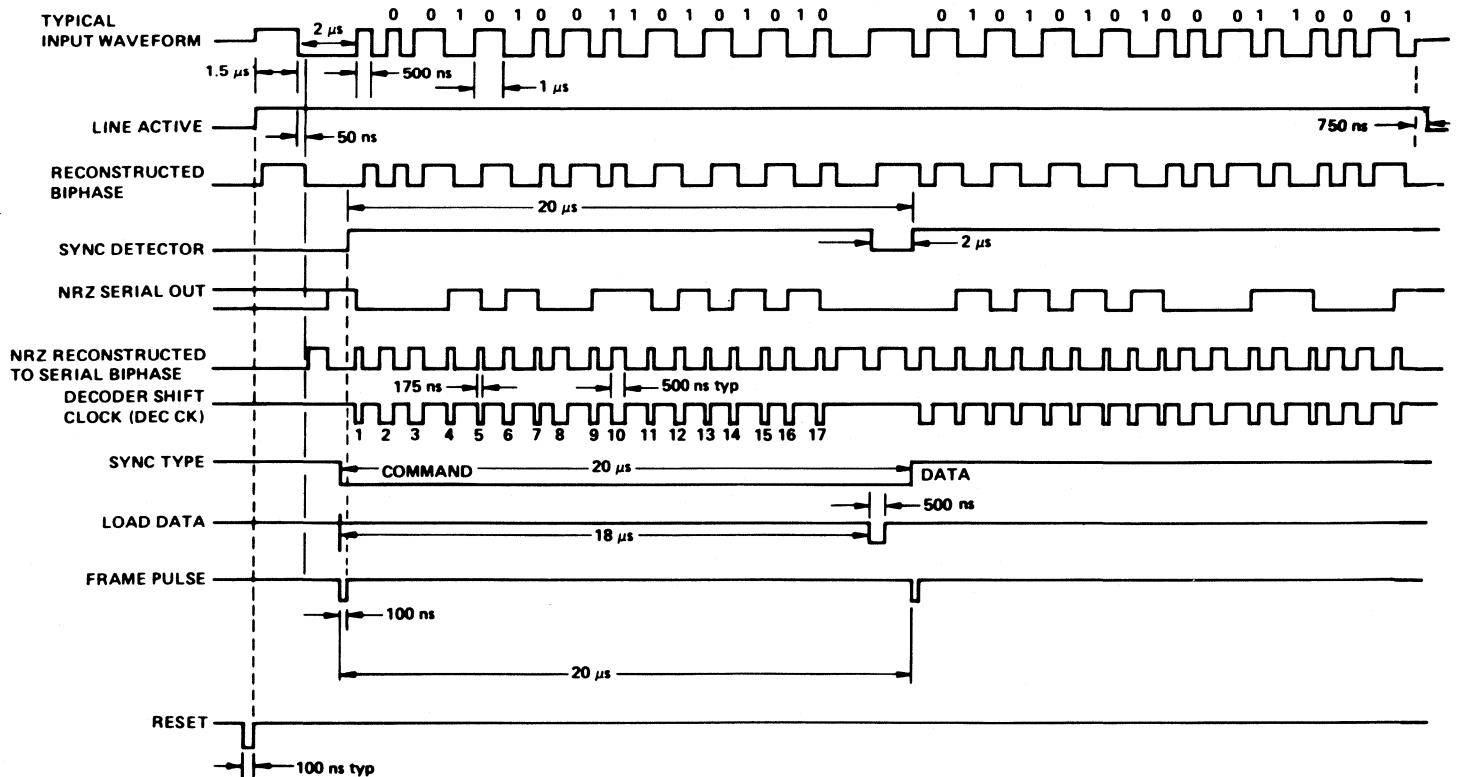 0 0 1 0 1 0 0 1 1 0 1 0 1 0 1 0 0 1 0 1 0 1 0 0 0 0 1 1 0 0 0 1
TYPICAL
INPUT WAVEFORM
2 µs
1.5 µs
500 ns
1 µs
LINE ACTIVE
50 ns
750 ns
RECONSTRUCTED
BIPHASE
20 µs
SYNC DETECTOR
2 µs
NRZ SERIAL OUT
NRZ RECONSTRUCTED
TO SERIAL BIPHASE
175 ns
500 ns typ
DECODER SHIFT
CLOCK (DEC CK)
1 2 3 4 5 6 7 8 9 10 11 12 13 14 15 16 17
SYNC TYPE
COMMAND
20 µs
DATA
500 ns
LOAD DATA
18 µs
FRAME PULSE
100 ns
20 µs
RESET
100 ns typ